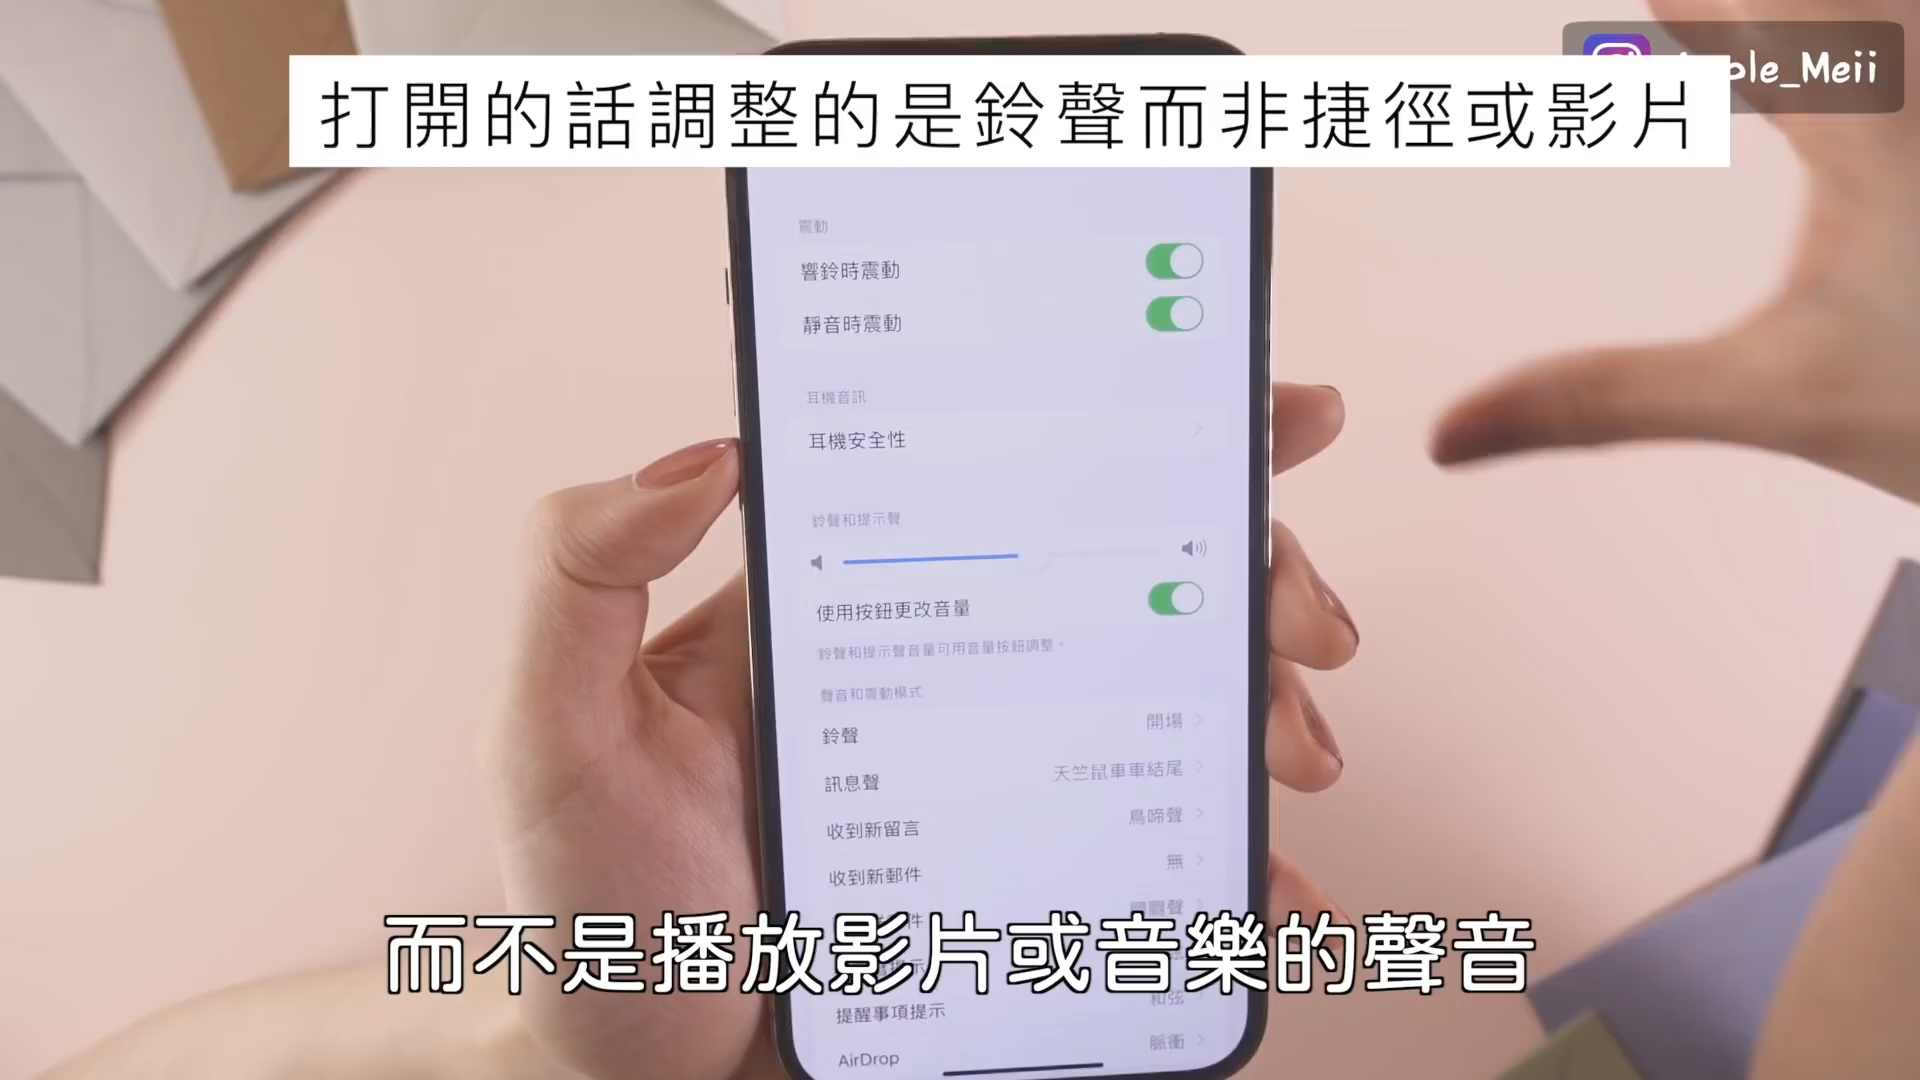 ple_Meii
打開的話調整的是鈴聲而非捷徑或影片
震動
響鈴時震動
靜音時震動
耳機音訊
耳機安全性
鈴聲和提示聲
使用按鈕更改音量
鈴聲和提示聲音量可用音量按鈕調整。
聲音和震動模式
鈴聲 開場
訊息聲 天竺鼠車車結尾
收到新留言 鳥啼聲
收到新郵件 無
而不是播放影片或音樂的聲音
提醒事項提示 和弦
AirDrop 脈衝